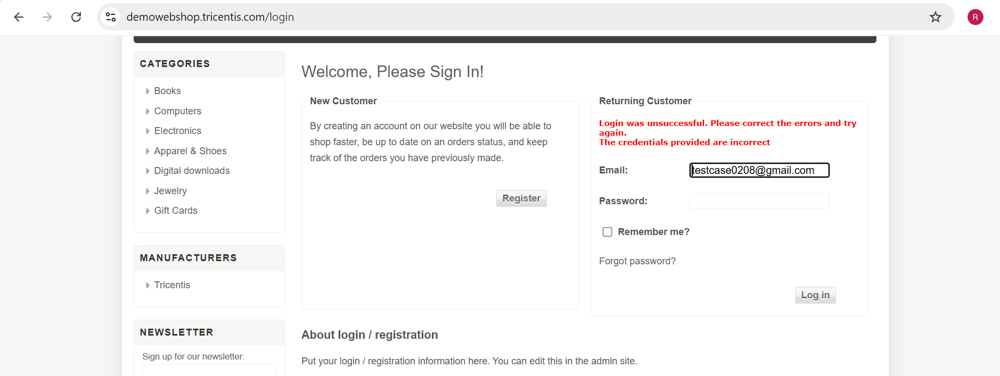 demowebshop.tricentis.com/login
R
CATEGORIES
Books
Computers
Electronics
Apparel & Shoes
Digital downloads
Jewelry
Gift Cards
MANUFACTURERS
Tricentis
NEWSLETTER
Sign up for our newsletter:
Welcome, Please Sign In!
New Customer
By creating an account on our website you will be able to
shop faster, be up to date on an orders status, and keep
track of the orders you have previously made.
Register
Returning Customer
Login was unsuccessful. Please correct the errors and try
again.
The credentials provided are incorrect
Email:
testcase0208@gmail.com
Password:
Remember me?
Forgot password?
Log in
About login / registration
Put your login / registration information here. You can edit this in the admin site.